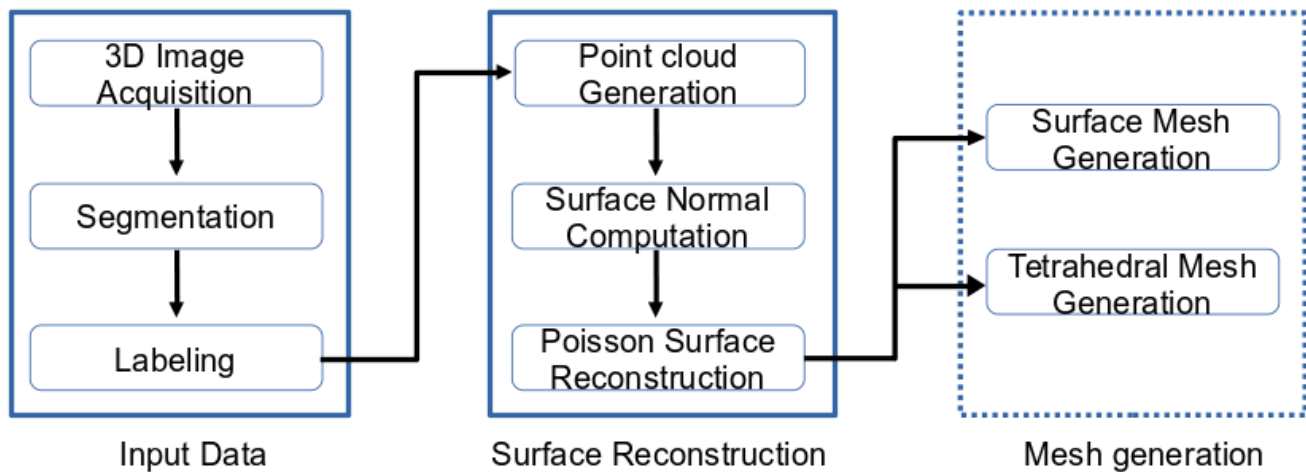 3D Image
Acquisition
Segmentation
Labeling
Input Data
Point cloud
Generation
Surface Normal
Computation
Poisson Surface
Reconstruction
Surface Reconstruction
Surface Mesh
Generation
Tetrahedral Mesh
Generation
Mesh generation